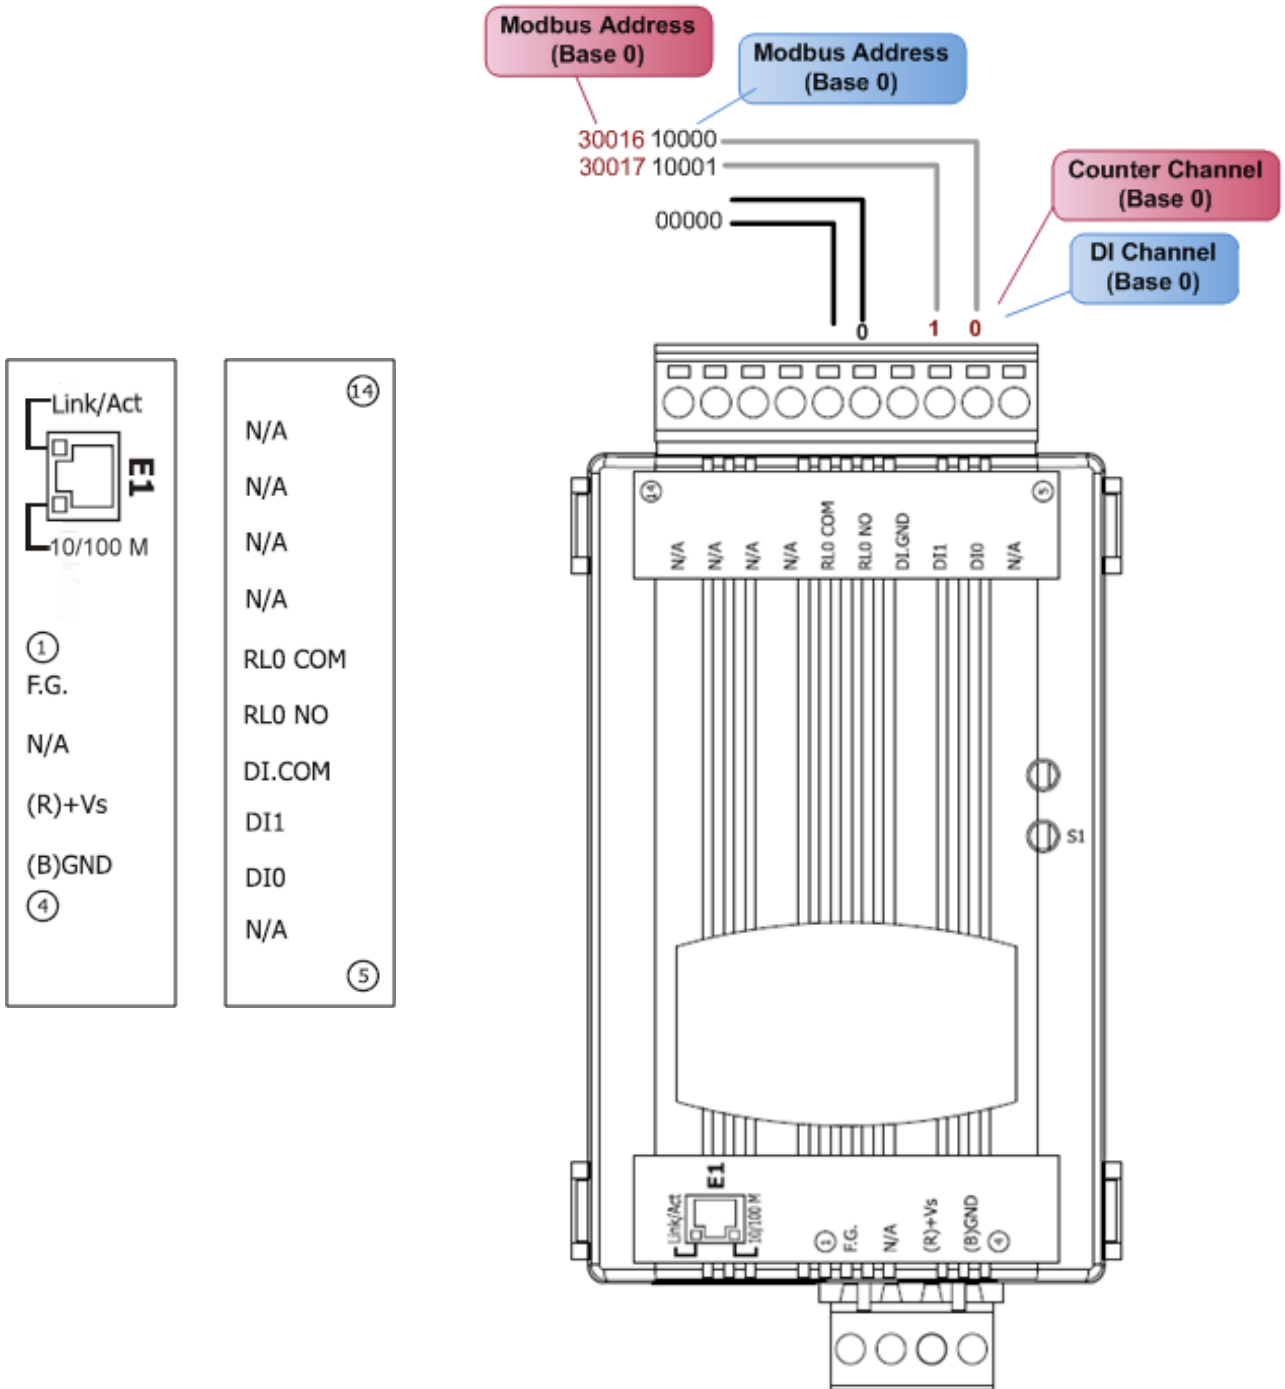 Modbus Address
(Base 0)
Modbus Address
(Base 0)
30016 10000
30017 10001
00000
Counter Channel
(Base 0)
DI Channel
(Base 0)
0
1
0
Link/Act
E1
10/100 M
1
F.G.
N/A
(R)+Vs
(B)GND
4
14
N/A
N/A
N/A
N/A
RL0 COM
RL0 NO
DI.COM
DI1
DI0
N/A
5
14
5
N/A
N/A
N/A
N/A
RL0 COM
RL0 NO
DI.GND
DI1
DI0
N/A
S1
Link/Act
E1
10/100 M
1
F.G.
N/A
(R)+Vs
(B)GND
4